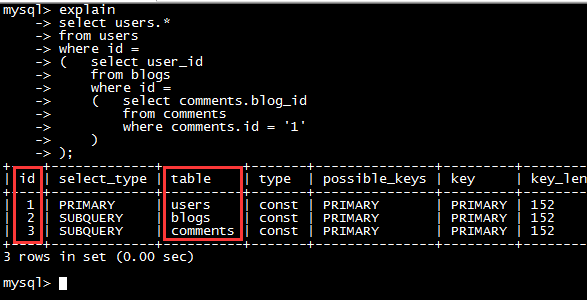 mysql> explain
    -> select users.*
    -> from users
    -> where id =
    -> (   select user_id
    ->     from blogs
    ->     where id =
    ->     (   select comments.blog_id
    ->         from comments
    ->         where comments.id = '1'
    ->     )
    -> );
| id | select_type | table | type | possible_keys | key | key_len
| 1 | PRIMARY | users | const | PRIMARY | PRIMARY | 152
| 2 | SUBQUERY | blogs | const | PRIMARY | PRIMARY | 152
| 3 | SUBQUERY | comments | const | PRIMARY | PRIMARY | 152
3 rows in set (0.00 sec)
mysql>